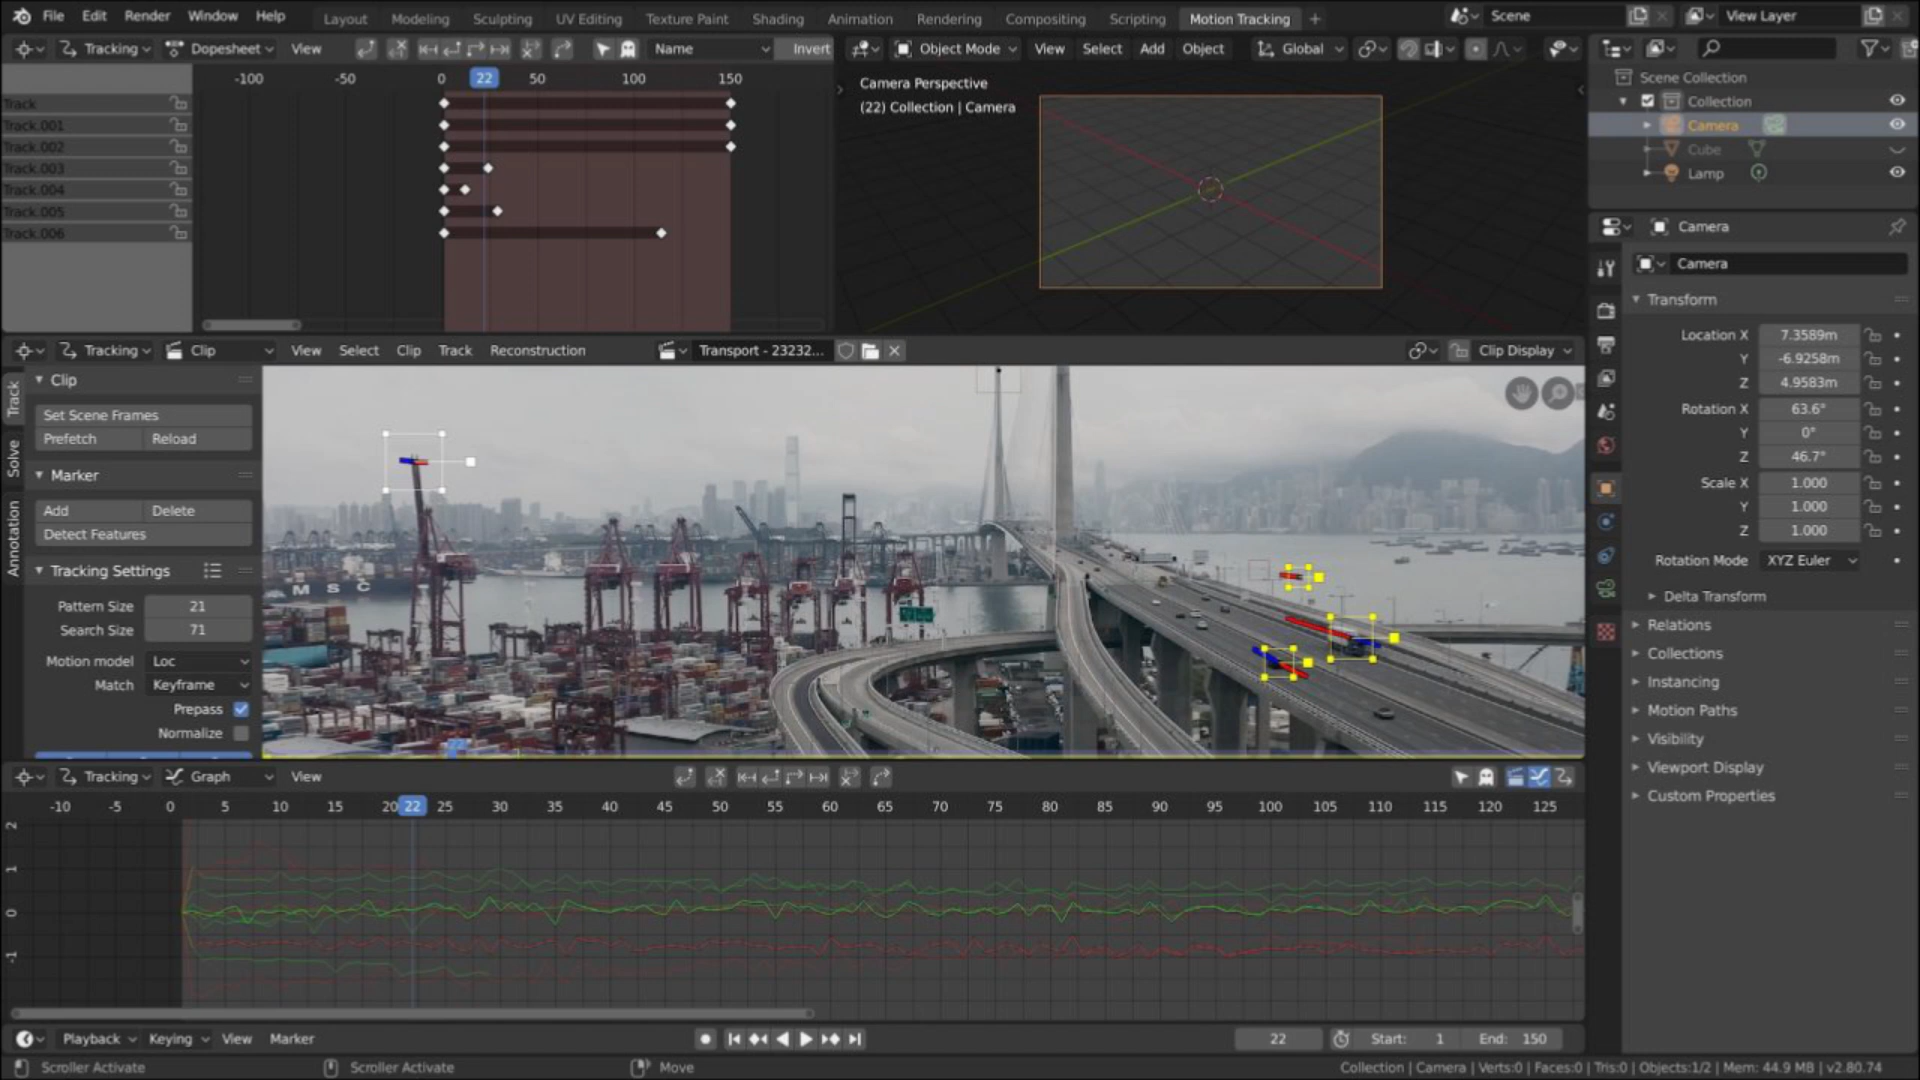 File Edit Render Window Help Layout Modeling Sculpting UV Editing Texture Paint Shading Animation Rendering Compositing Scripting Motion Tracking + Scene View Layer
Tracking Dopesheet View Name Invert
Object Mode View Select Add Object Global
-100 -50 0 22 50 100 150
Track
Track.001
Track.002
Track.003
Track.004
Track.005
Track.006
Camera Perspective
(22) Collection | Camera
Scene Collection
Collection
Camera
Cube
Lamp
Camera
Camera
Transform
Location X 7.3589m
Y -6.9258m
Z 4.9583m
Rotation X 63.6°
Y 0°
Z 46.7°
Scale X 1.000
Y 1.000
Z 1.000
Rotation Mode XYZ Euler
Delta Transform
Relations
Collections
Instancing
Motion Paths
Visibility
Viewport Display
Custom Properties
Tracking Clip View Select Clip Track Reconstruction Transport - 23232... Clip Display
Track
Solve
Annotation
Clip
Set Scene Frames
Prefetch Reload
Marker
Add Delete
Detect Features
Tracking Settings
Pattern Size 21
Search Size 71
Motion model Loc
Match Keyframe
Prepass
Normalize
M S C
22
Tracking Graph View
-10 -5 0 5 10 15 20 22 25 30 35 40 45 50 55 60 65 70 75 80 85 90 95 100 105 110 115 120 125
2
1
0
-1
Playback Keying View Marker 22 Start: 1 End: 150
Scroller Activate Scroller Activate Move Collection | Camera | Verts:0 | Faces:0 | Tris:0 | Objects:1/2 | Mem: 44.9 MB | v2.80.74